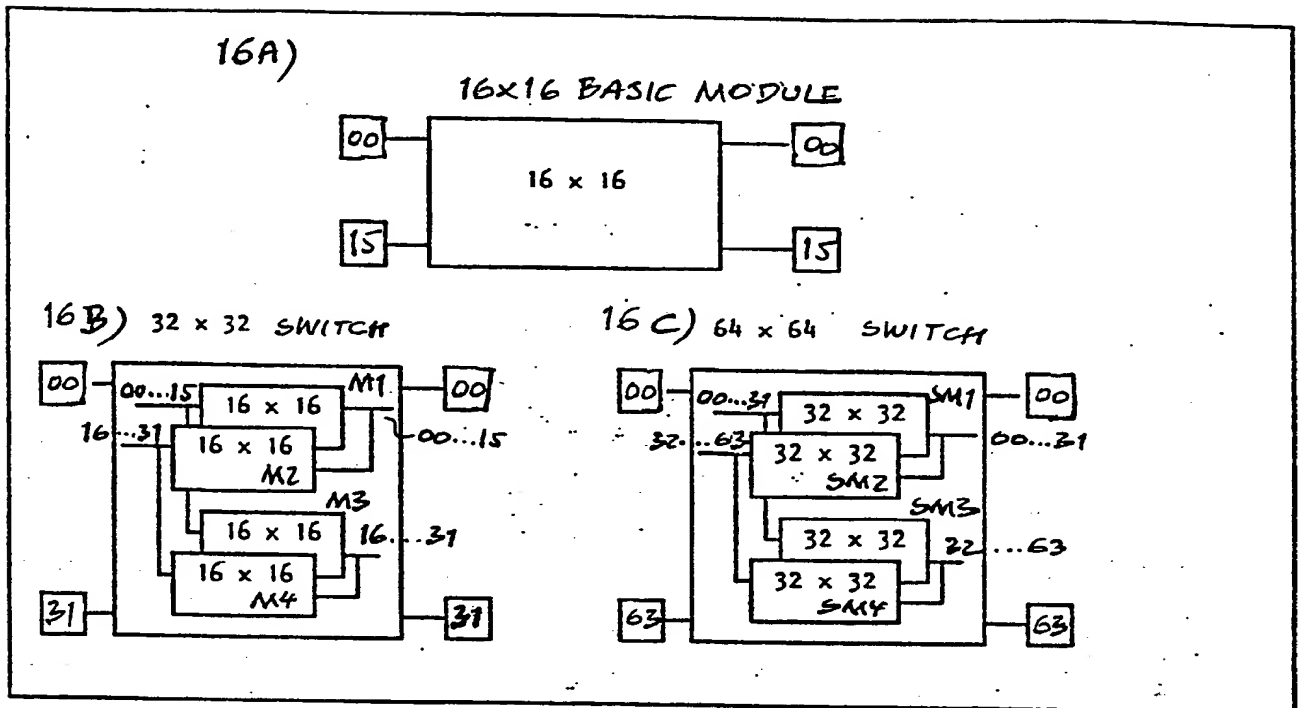 16A)
16x16 BASIC MODULE
00
00
16 x 16
15
15
16B) 32 x 32 SWITCH
00
00
00...15
M1
16 x 16
16...31
16 x 16
00...15
M2
M3
16 x 16
16...31
16 x 16
M4
31
31
16C) 64 x 64 SWITCH
00
00
00...31
SM1
32 x 32
32...63
32 x 32
00...31
SM2
SM3
32 x 32
32...63
32 x 32
SM4
63
63